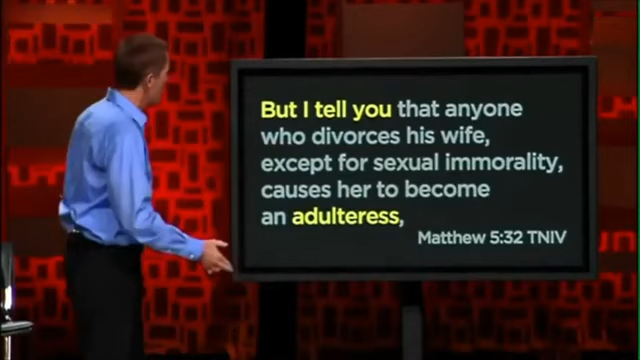 But I tell you that anyone
who divorces his wife,
except for sexual immorality,
causes her to become
an adulteress,
Matthew 5:32 TNIV